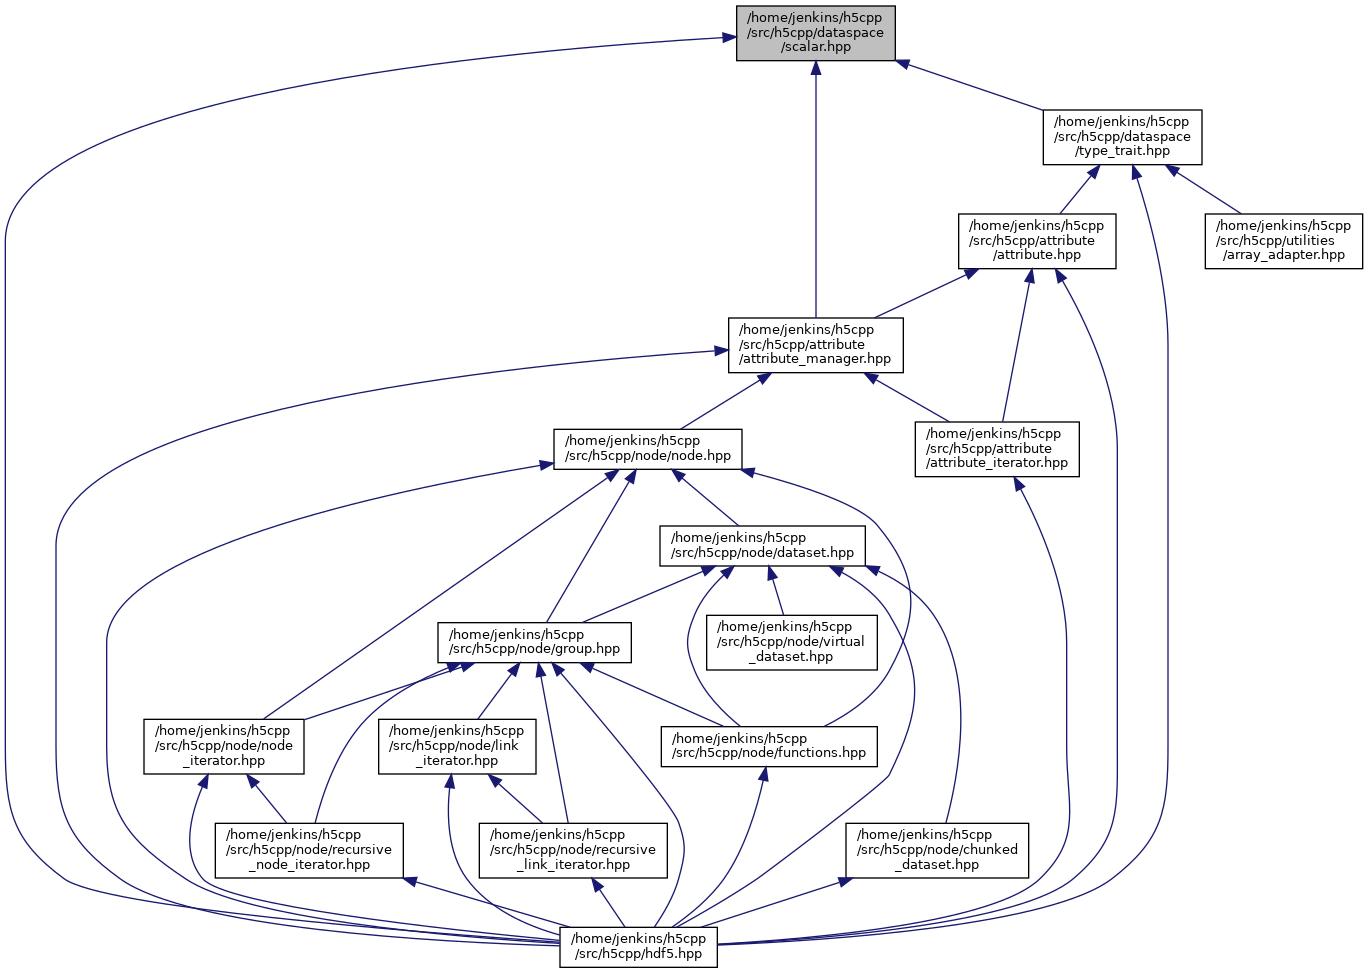 /home/jenkins/h5cpp
/src/h5cpp/dataspace
/scalar.hpp
/home/jenkins/h5cpp
/src/h5cpp/dataspace
/type_trait.hpp
/home/jenkins/h5cpp
/src/h5cpp/attribute
/attribute.hpp
/home/jenkins/h5cpp
/src/h5cpp/utilities
/array_adapter.hpp
/home/jenkins/h5cpp
/src/h5cpp/attribute
/attribute_manager.hpp
/home/jenkins/h5cpp
/src/h5cpp/node/node.hpp
/home/jenkins/h5cpp
/src/h5cpp/attribute
/attribute_iterator.hpp
/home/jenkins/h5cpp
/src/h5cpp/node/dataset.hpp
/home/jenkins/h5cpp
/src/h5cpp/node/group.hpp
/home/jenkins/h5cpp
/src/h5cpp/node/virtual
_dataset.hpp
/home/jenkins/h5cpp
/src/h5cpp/node/node
_iterator.hpp
/home/jenkins/h5cpp
/src/h5cpp/node/link
_iterator.hpp
/home/jenkins/h5cpp
/src/h5cpp/node/functions.hpp
/home/jenkins/h5cpp
/src/h5cpp/node/recursive
_node_iterator.hpp
/home/jenkins/h5cpp
/src/h5cpp/node/recursive
_link_iterator.hpp
/home/jenkins/h5cpp
/src/h5cpp/node/chunked
_dataset.hpp
/home/jenkins/h5cpp
/src/h5cpp/hdf5.hpp